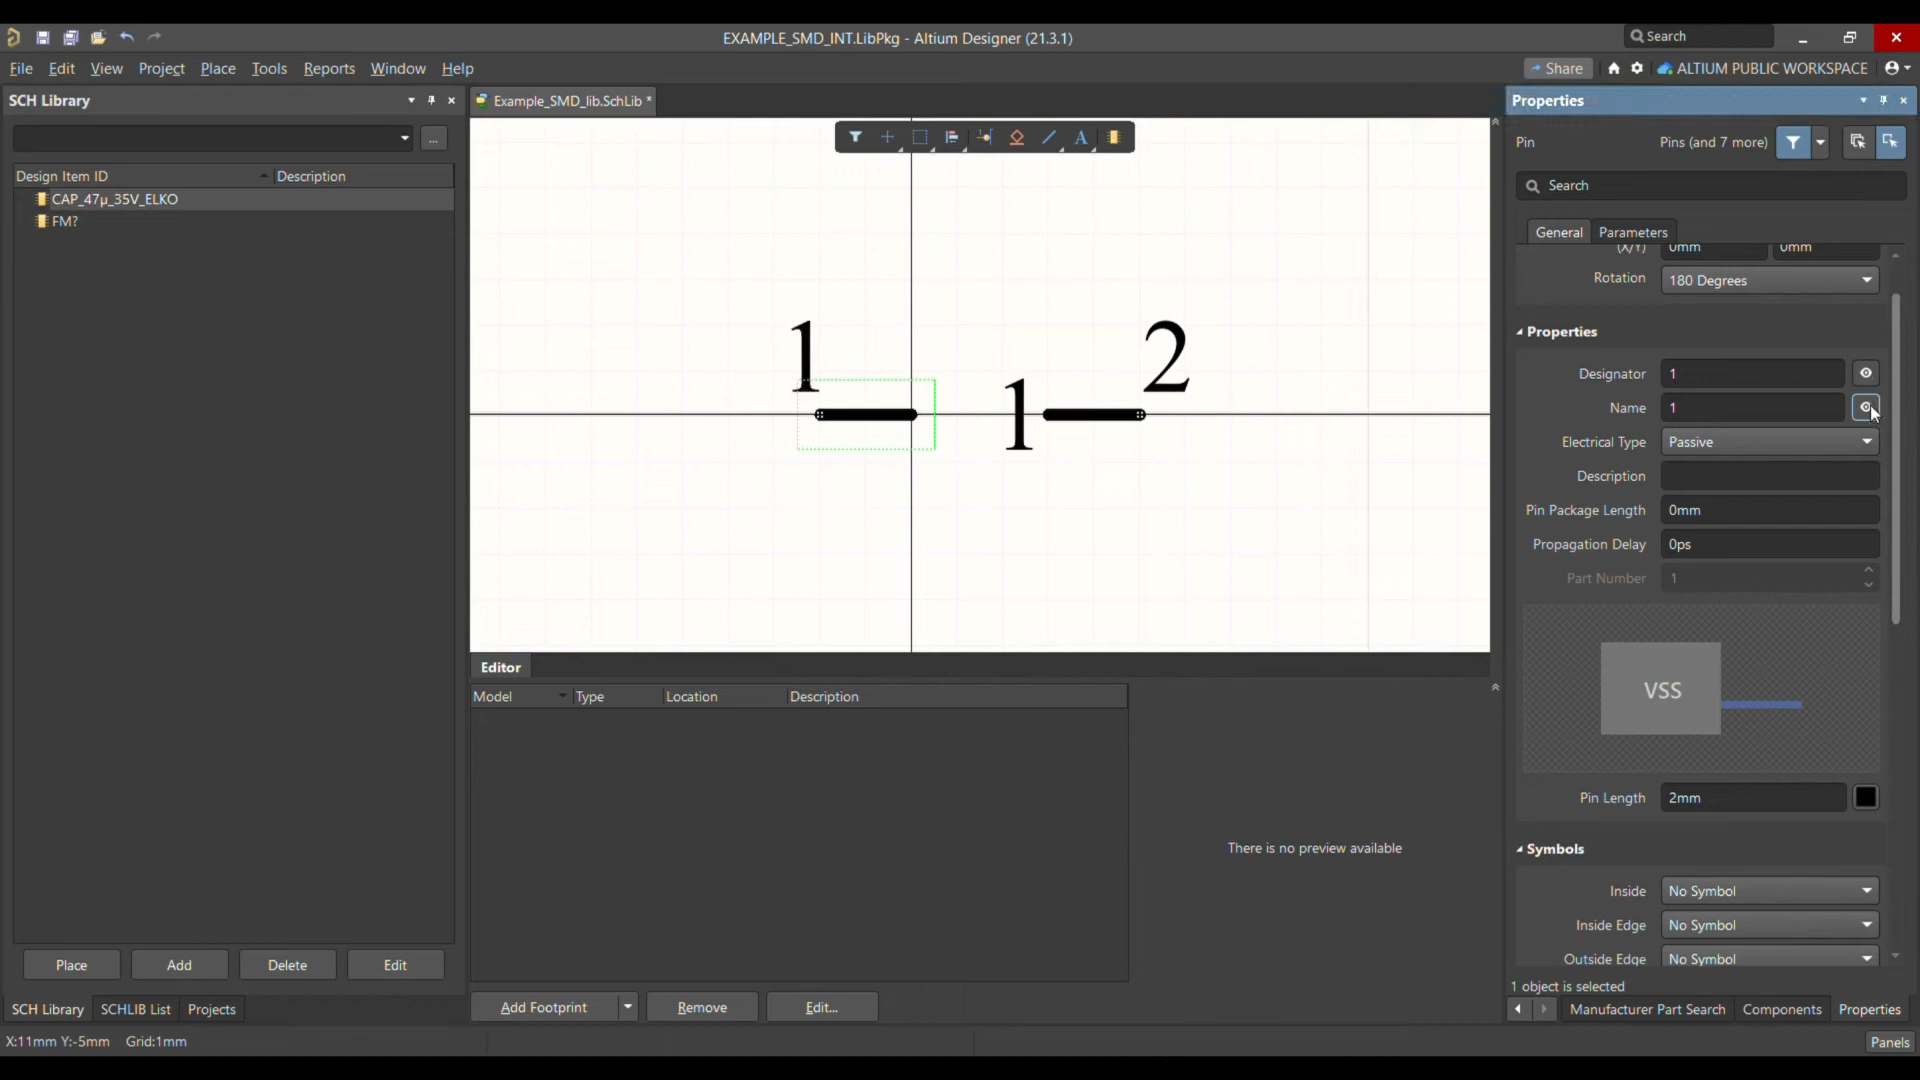 EXAMPLE_SMD_INT.LibPkg - Altium Designer (21.3.1)
Search
File Edit View Project Place Tools Reports Window Help
Share
ALTIUM PUBLIC WORKSPACE
SCH Library
Example_SMD_lib.SchLib *
Properties
...
Pin
Pins (and 7 more)
Search
Design Item ID
Description
CAP_47µ_35V_ELKO
FM?
General
Parameters
(X/Y) 0mm 0mm
Rotation 180 Degrees
1
1
2
Properties
Designator 1
Name 1
Electrical Type Passive
Description
Pin Package Length 0mm
Propagation Delay 0ps
Part Number 1
VSS
Pin Length 2mm
Symbols
Inside No Symbol
Inside Edge No Symbol
Outside Edge No Symbol
1 object is selected
Editor
Model Type Location Description
There is no preview available
Place Add Delete Edit
Add Footprint Remove Edit...
SCH Library SCHLIB List Projects
Manufacturer Part Search Components Properties
X:11mm Y:-5mm Grid:1mm
Panels